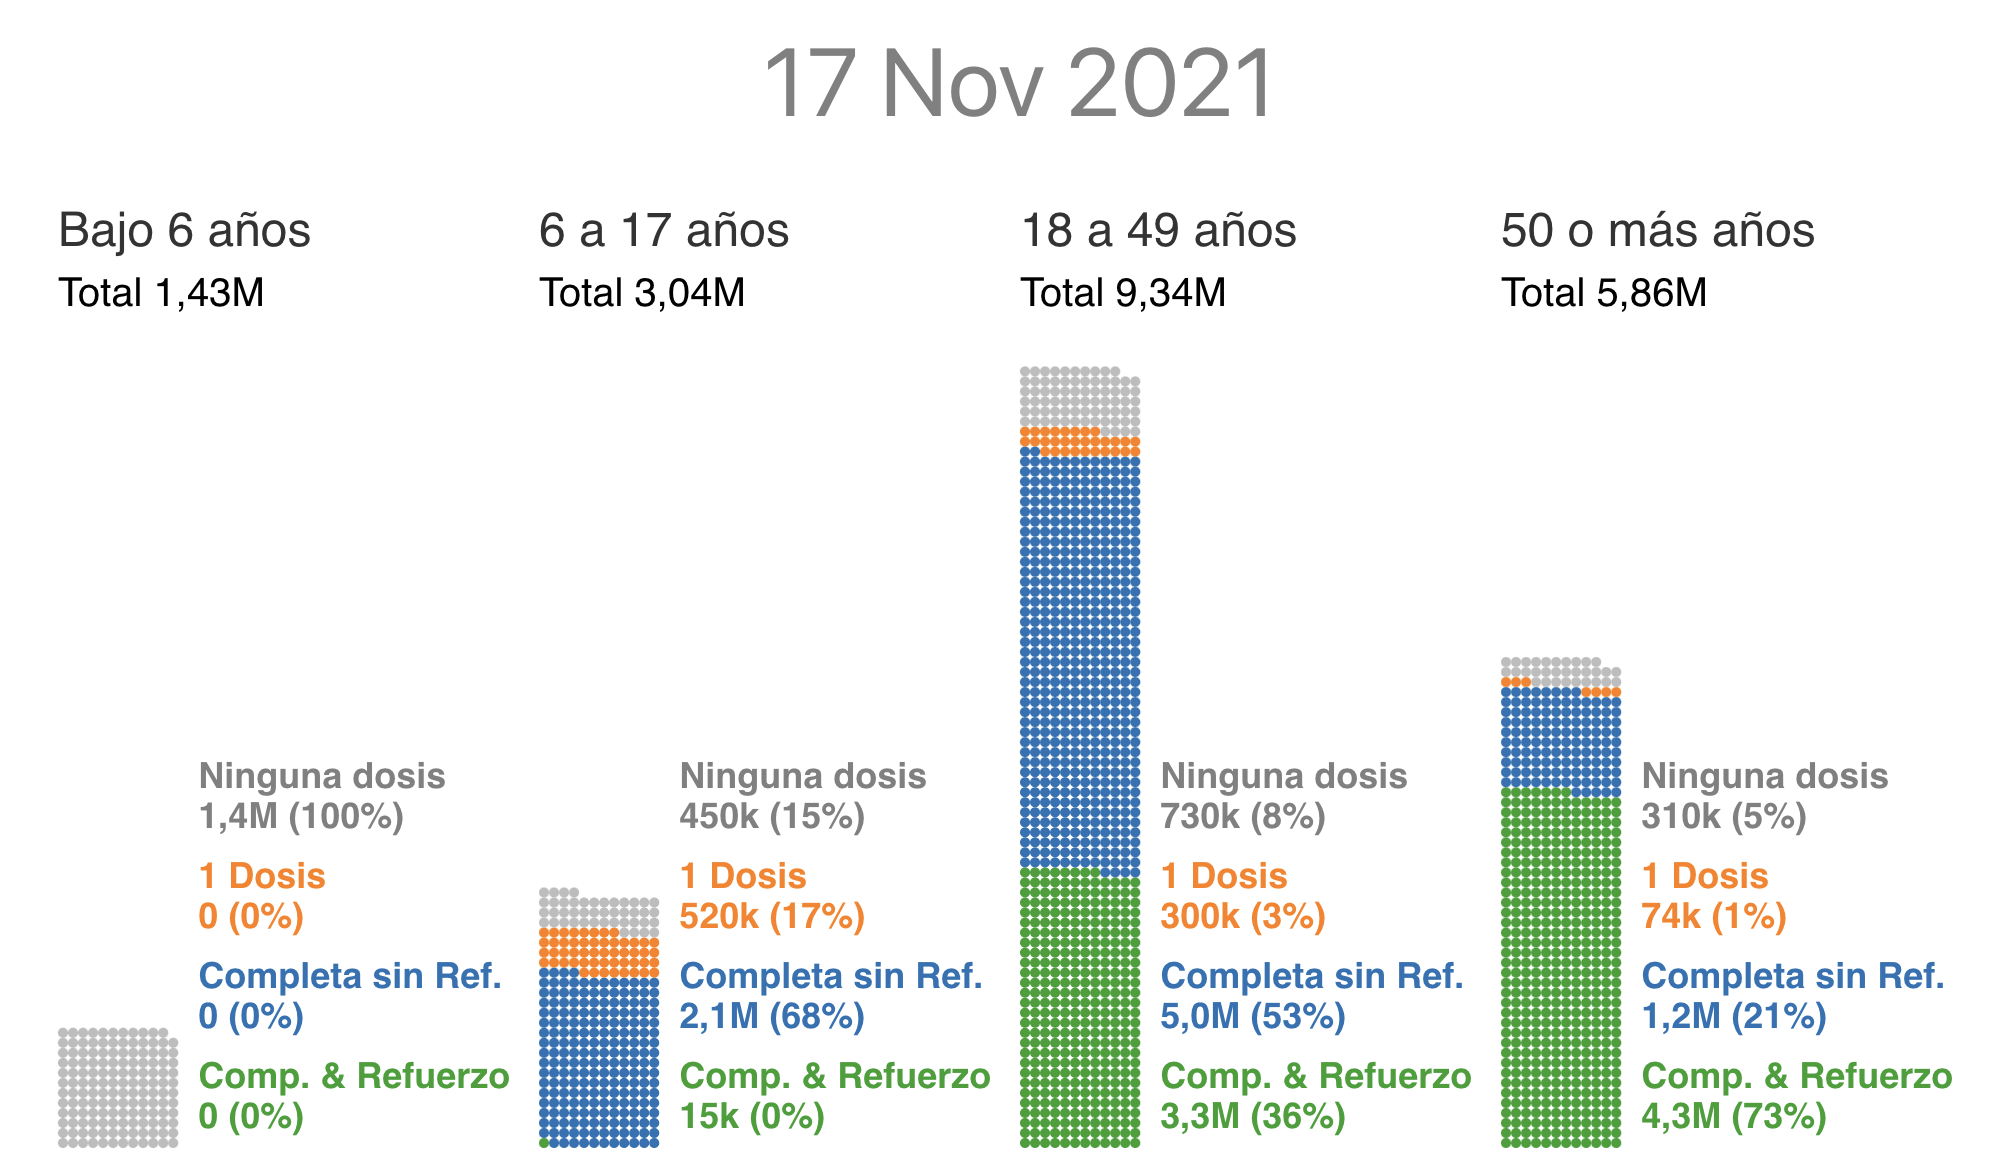 17 Nov 2021
Bajo 6 años
Total 1,43M
Ninguna dosis
1,4M (100%)
1 Dosis
0 (0%)
Completa sin Ref.
0 (0%)
Comp. & Refuerzo
0 (0%)
6 a 17 años
Total 3,04M
Ninguna dosis
450k (15%)
1 Dosis
520k (17%)
Completa sin Ref.
2,1M (68%)
Comp. & Refuerzo
15k (0%)
18 a 49 años
Total 9,34M
Ninguna dosis
730k (8%)
1 Dosis
300k (3%)
Completa sin Ref.
5,0M (53%)
Comp. & Refuerzo
3,3M (36%)
50 o más años
Total 5,86M
Ninguna dosis
310k (5%)
1 Dosis
74k (1%)
Completa sin Ref.
1,2M (21%)
Comp. & Refuerzo
4,3M (73%)